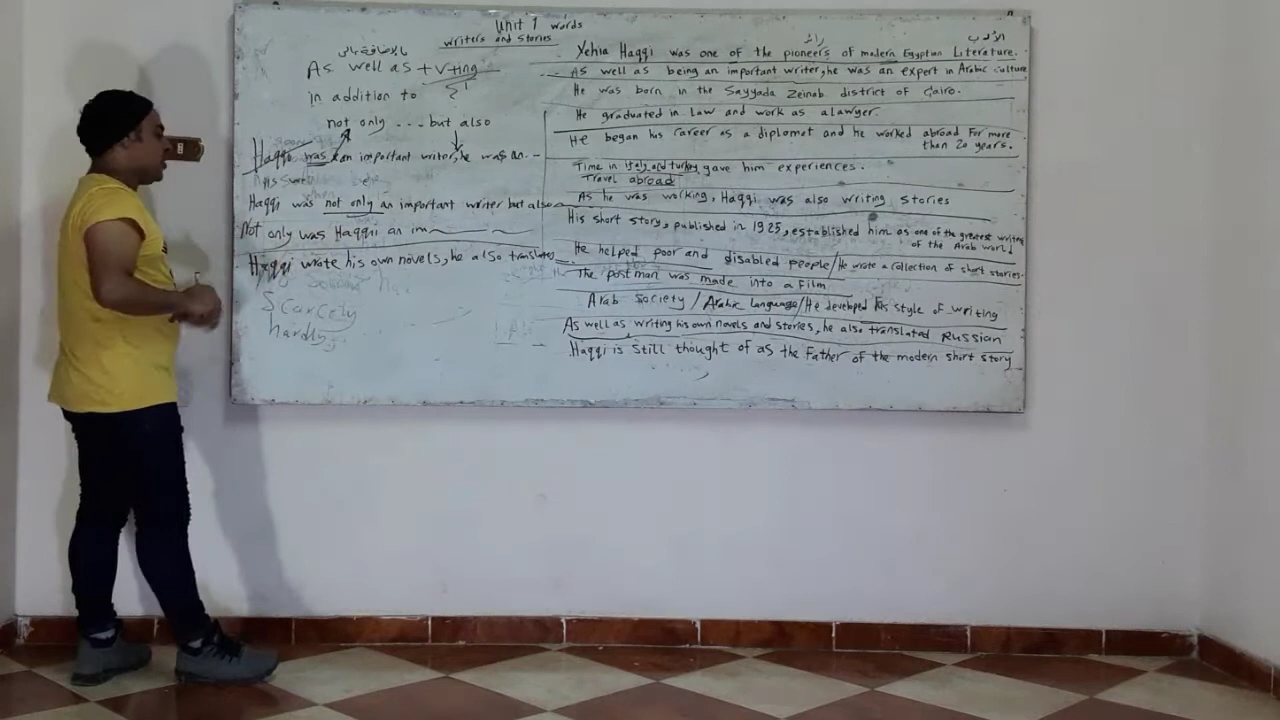 Unit 1 words
writers and stories
بالإضافة إلى
As well as + V+ing
in addition to
not only ... but also
Haqqi was an important writer, he was an. -
As well
Haqqi was not only an important writer but also
Not only was Haqqi an im
Haqqi wrote his own novels, he also translated
Scarcely
hardly
رائد
الأدب
Yehia Haqqi was one of the pioneers of modern Egyptian Literature.
As well as being an important writer, he was an expert in Arabic culture
He was born in the Sayyada Zeinab district of Cairo.
He graduated in Law and work as a lawyer.
He began his career as a diplomat and he worked abroad For more
than 20 years.
Time in italy and turkey gave him experiences.
Travel abroad
As he was working, Haqqi was also writing stories
His short story, published in 1925, established him as one of the greatest writing
of the Arab world
He helped poor and disabled people / He wrote a collection of short stories.
The postman was made into a film
Arab society / Arabic language / He developed his style of writing
As well as writing his own novels and stories, he also translated Russian
Haqqi is still thought of as the Father of the modern short story